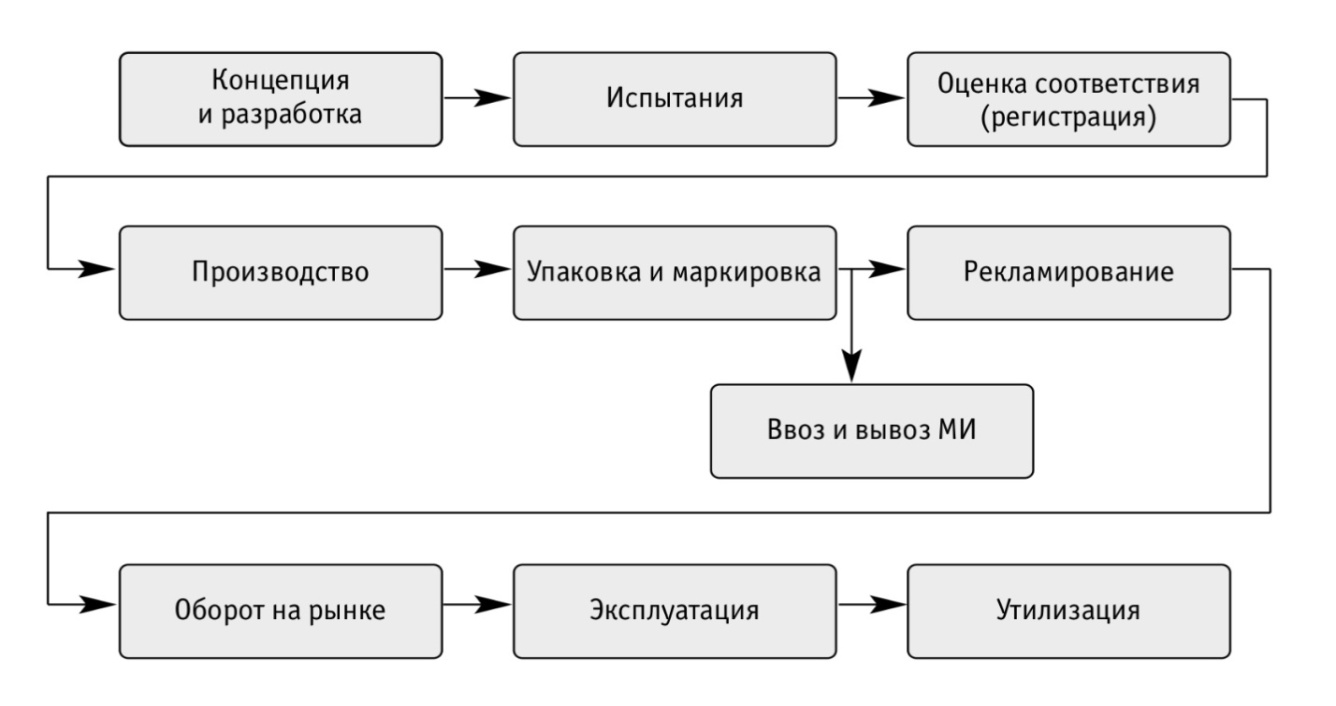 Концепция
и разработка
Испытания
Оценка соответствия
(регистрация)
Производство
Упаковка и маркировка
Рекламирование
Ввоз и вывоз МИ
Оборот на рынке
Эксплуатация
Утилизация